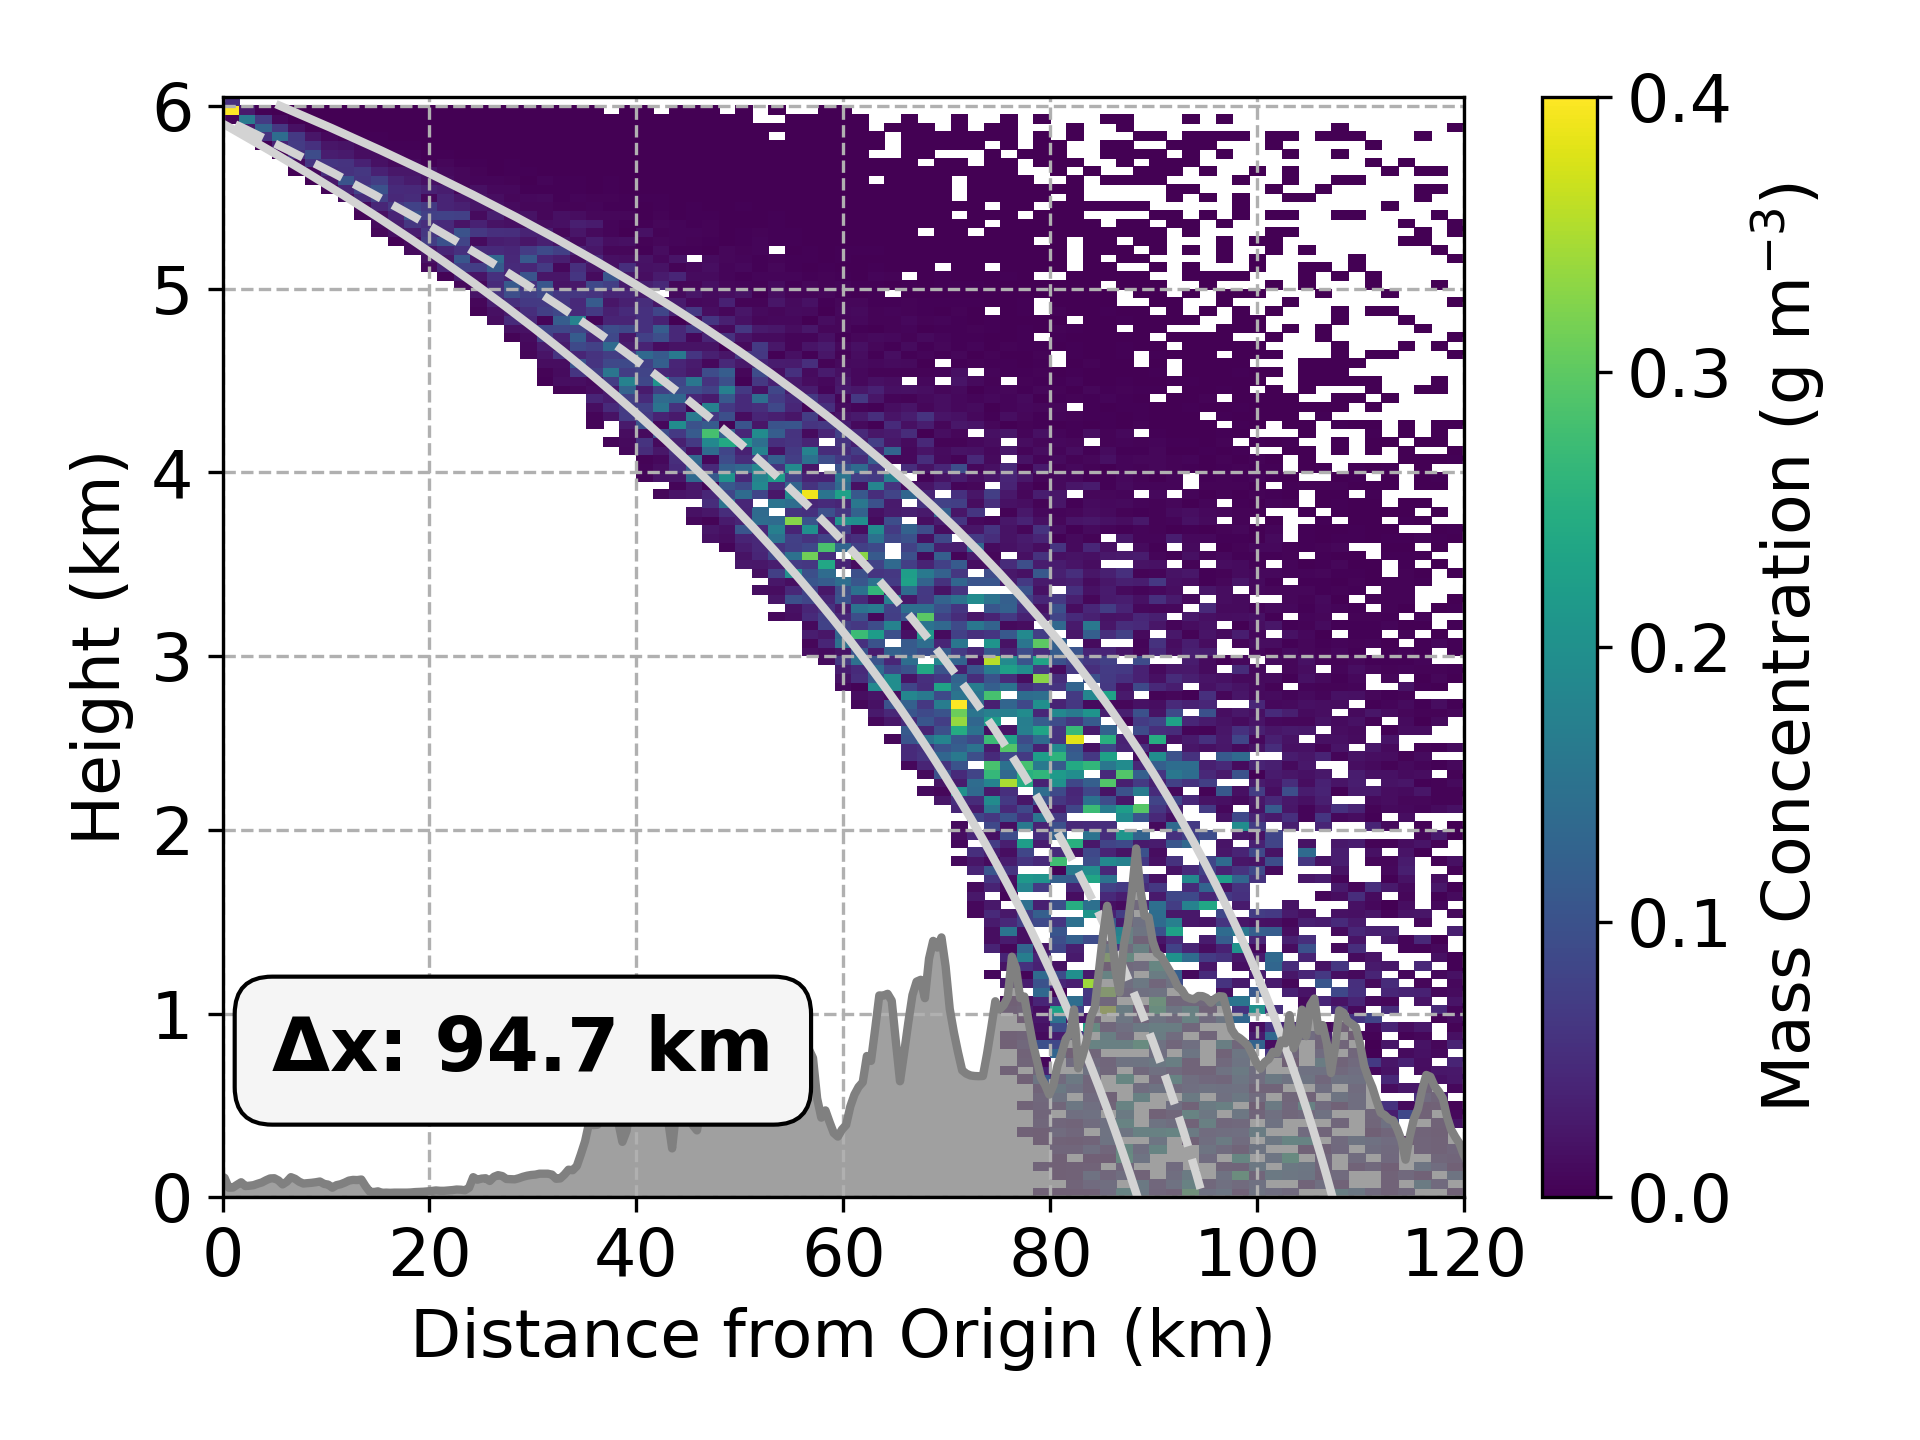 6
5
4
3
2
1
0
Height (km)
Δx: 94.7 km
0 20 40 60 80 100 120
Distance from Origin (km)
0.4
0.3
0.2
0.1
0.0
Mass Concentration (g m⁻³)